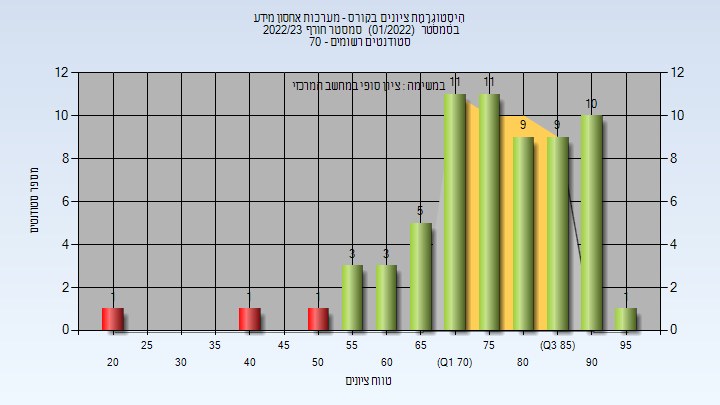 היסטוגרמת ציונים בקורס - מערכות אחסון מידע
בסמסטר (01/2022) סמסטר חורף 2022/23
סטודנטים רשומים - 70
במשימה : ציון סופי במחשב המרכזי
מספר סטודנטים
12 12
10 10
8 8
6 6
4 4
2 2
0 0
1 1 1 3 3 5 11 11 9 9 10 1
25 35 45 55 65 75 (Q3 85) 95
20 30 40 50 60 (Q1 70) 80 90
טווח ציונים